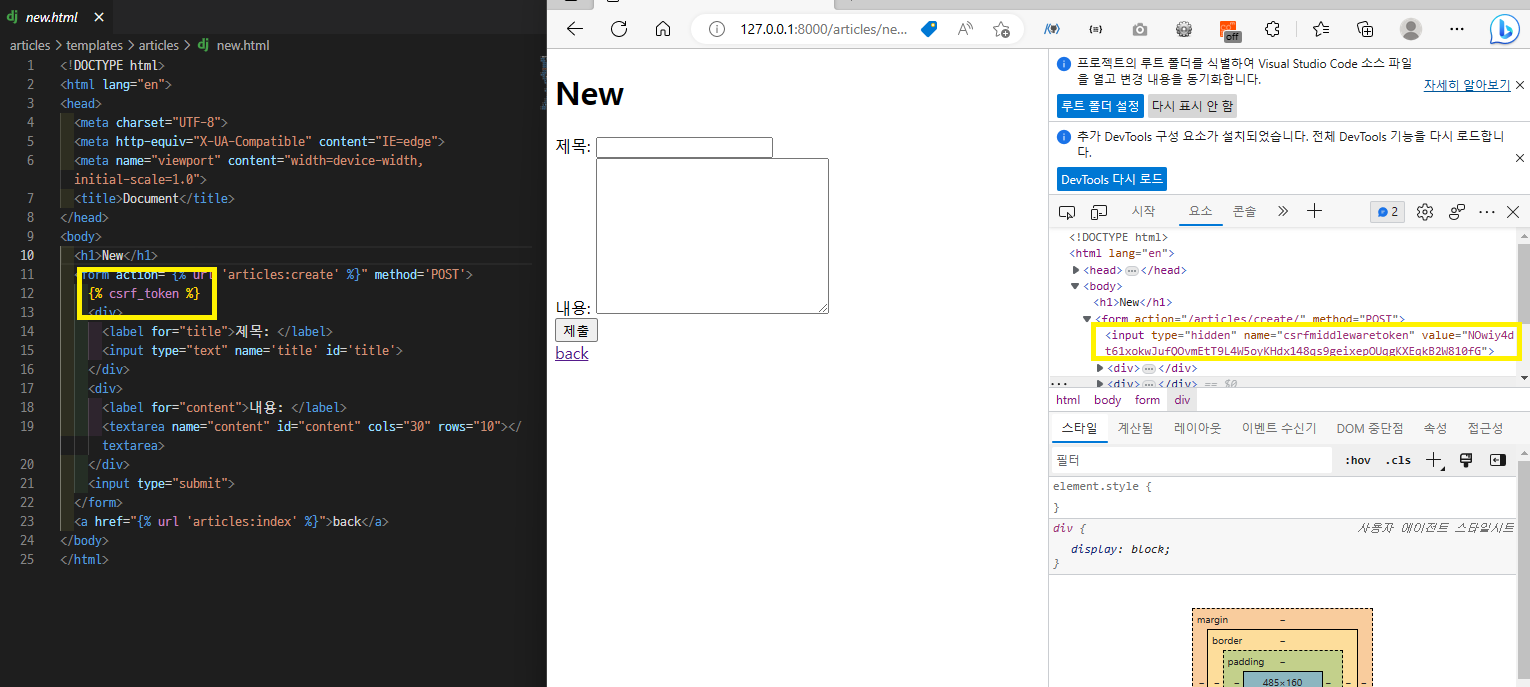 new.html
articles > templates > articles > new.html
1 <!DOCTYPE html>
2 <html lang="en">
3 <head>
4 <meta charset="UTF-8">
5 <meta http-equiv="X-UA-Compatible" content="IE=edge">
6 <meta name="viewport" content="width=device-width,
initial-scale=1.0">
7 <title>Document</title>
8 </head>
9 <body>
10 <h1>New</h1>
11 <form action="{% url 'articles:create' %}" method='POST'>
12 {% csrf_token %}
13 <div>
14 <label for="title">제목: </label>
15 <input type="text" name='title' id='title'>
16 </div>
17 <div>
18 <label for="content">내용: </label>
19 <textarea name="content" id="content" cols="30" rows="10"></
textarea>
20 </div>
21 <input type="submit">
22 </form>
23 <a href="{% url 'articles:index' %}">back</a>
24 </body>
25 </html>
127.0.0.1:8000/articles/ne...
off
New
제목:
내용:
제출
back
프로젝트의 루트 폴더를 식별하여 Visual Studio Code 소스 파일
을 열고 변경 내용을 동기화합니다.
자세히 알아보기
루트 폴더 설정 다시 표시 안 함
추가 DevTools 구성 요소가 설치되었습니다. 전체 DevTools 기능을 다시 로드합니
다.
DevTools 다시 로드
시작 요소 콘솔 2
<!DOCTYPE html>
<html lang="en">
<head> ... </head>
<body>
<h1>New</h1>
<form action="/articles/create/" method="POST">
<input type="hidden" name="csrfmiddlewaretoken" value="NOwiy4d
t61xokwJufQOvmEtT9L4W5oyKHdx148qs9geixepOUqgKXEqkB2W810fG">
<div> ... </div>
<div> ... </div> == $0
html body form div
스타일 계산됨 레이아웃 이벤트 수신기 DOM 중단점 속성 접근성
필터 :hov .cls
element.style {
}
div { 사용자 에이전트 스타일시트
display: block;
}
margin –
border –
padding –
– – – 485×160 – – –